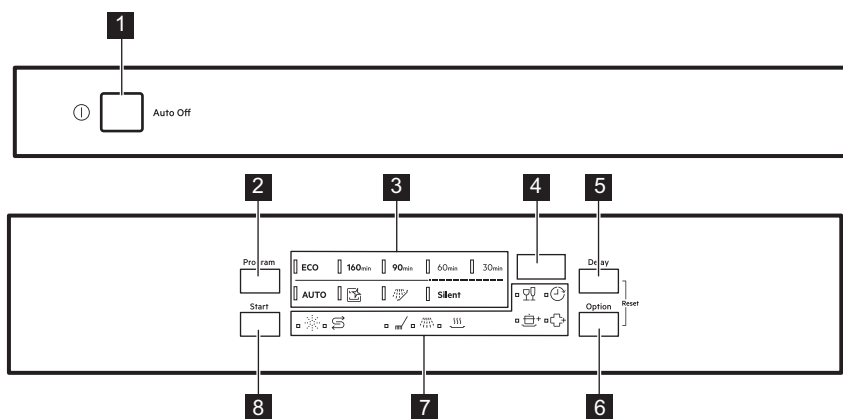 1
Auto Off
2 3 4 5
Program Delay
ECO 160min 90min 60min 30min
AUTO Silent
Start Option Reset
8 7 6